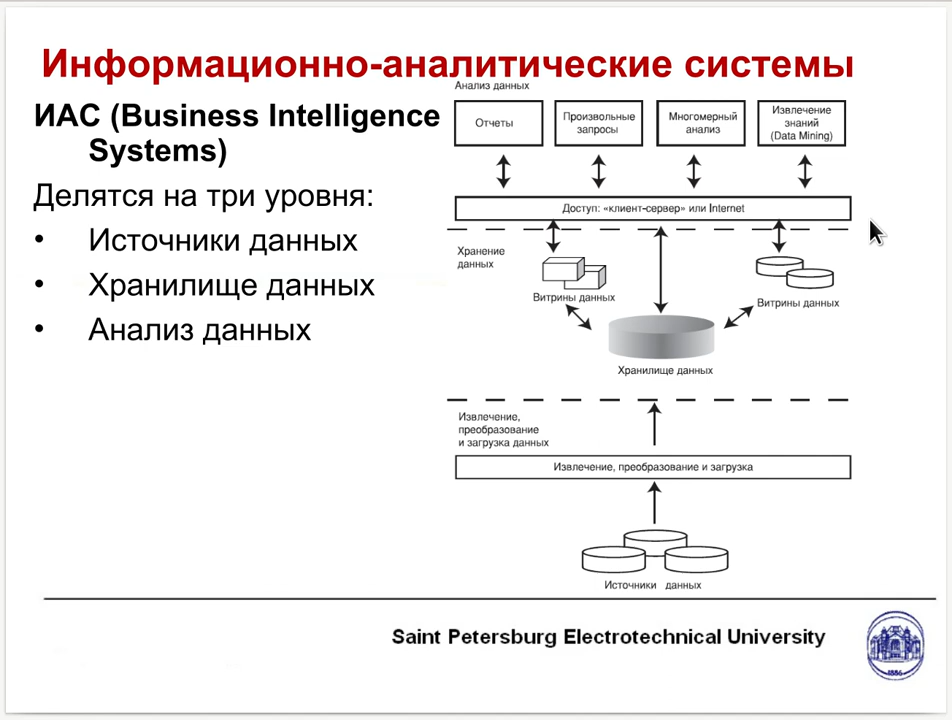 Информационно-аналитические системы
ИАС (Business Intelligence
Systems)
Делятся на три уровня:
• Источники данных
• Хранилище данных
• Анализ данных
Анализ данных
Отчеты
Произвольные
запросы
Многомерный
анализ
Извлечение
знаний
(Data Mining)
Доступ: «клиент-сервер» или Internet
Хранение
данных
Витрины данных
Витрины данных
Хранилище данных
Извлечение,
преобразование
и загрузка данных
Извлечение, преобразование и загрузка
Источники данных
Saint Petersburg Electrotechnical University
1886